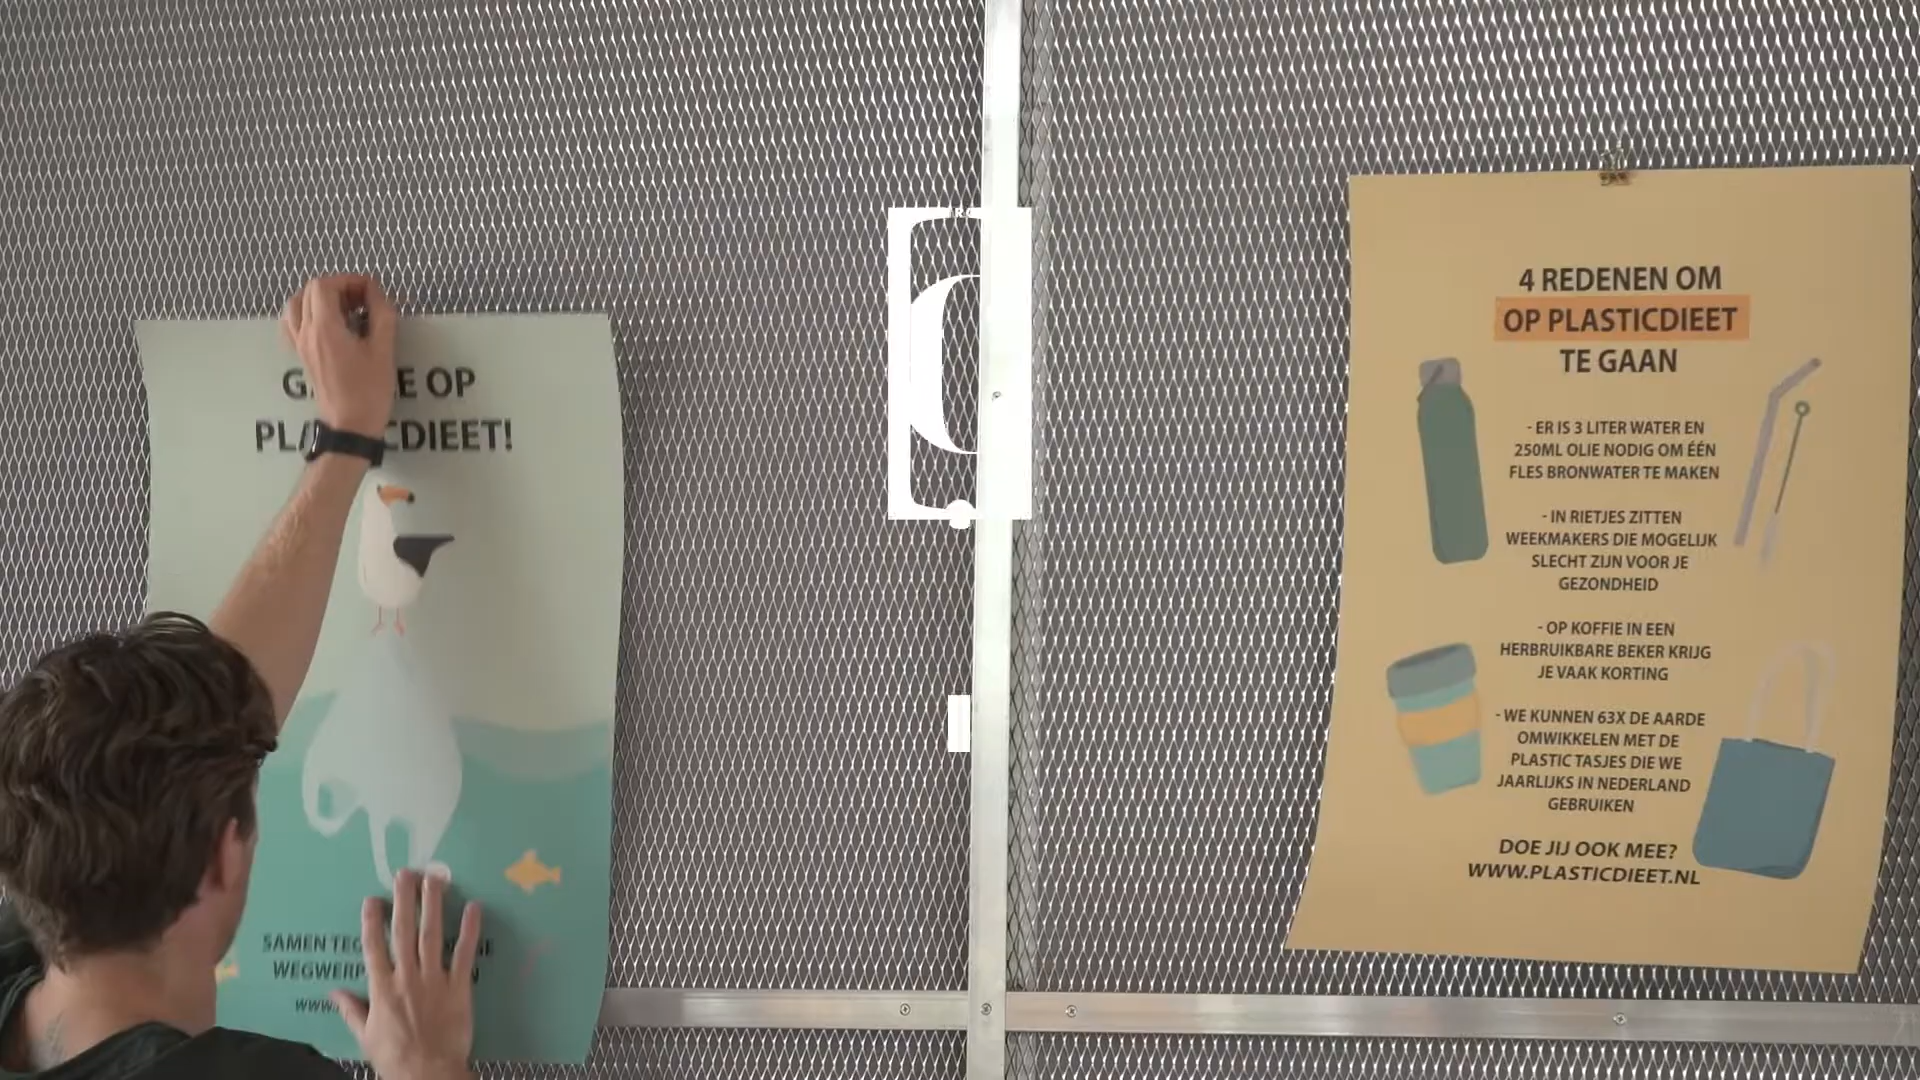 OP
CDIEET!
SAMEN
4 REDENEN OM
OP PLASTICDIEET
TE GAAN
- ER IS 3 LITER WATER EN
250ML OLIE NODIG OM ÉÉN
FLES BRONWATER TE MAKEN
- IN RIETJES ZITTEN
WEEKMAKERS DIE MOGELIJK
SLECHT ZIJN VOOR JE
GEZONDHEID
- OP KOFFIE IN EEN
HERBRUIKBARE BEKER KRIJG
JE VAAK KORTING
- WE KUNNEN 63X DE AARDE
OMWIKKELEN MET DE
PLASTIC TASJES DIE WE
JAARLIJKS IN NEDERLAND
GEBRUIKEN
DOE JIJ OOK MEE?
WWW.PLASTICDIEET.NL